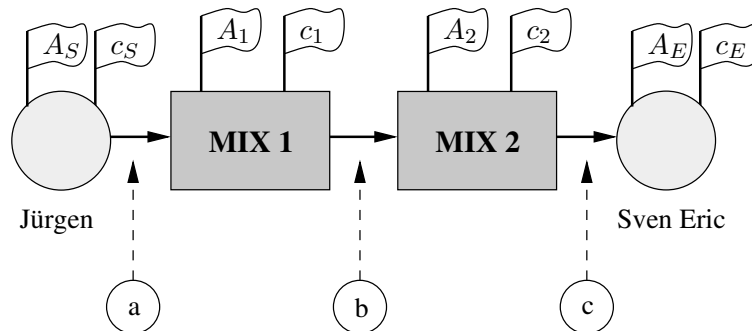 A_S c_S A_1 c_1 A_2 c_2 A_E c_E
MIX 1 MIX 2
Jürgen Sven Eric
a b c